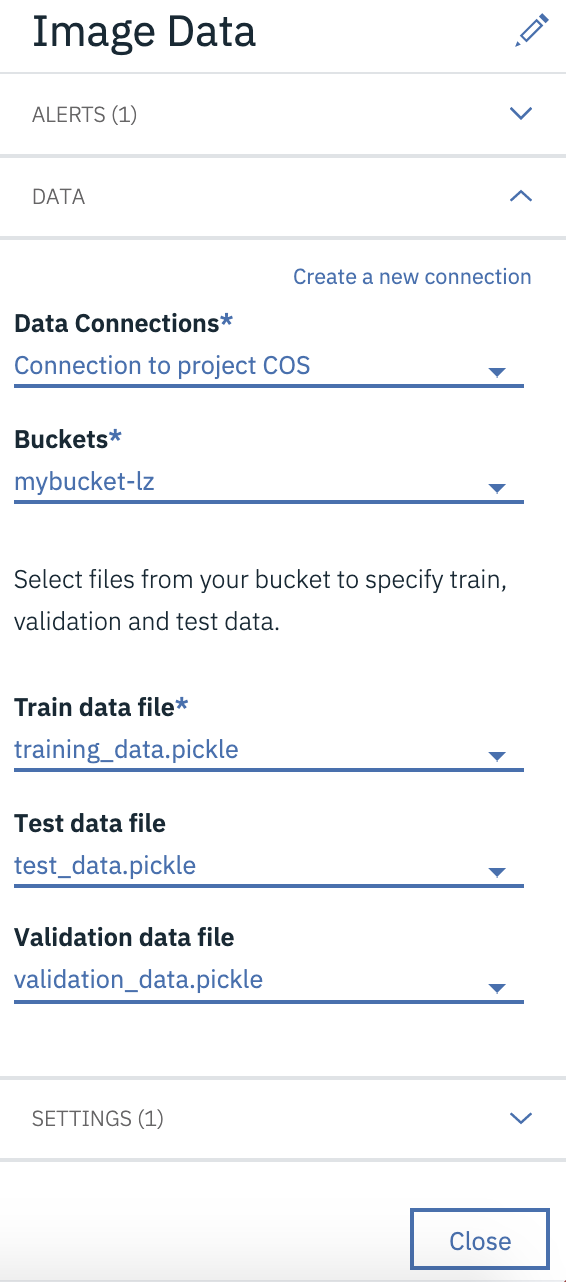 Image Data
ALERTS (1)
DATA
Create a new connection
Data Connections*
Connection to project COS
Buckets*
mybucket-lz
Select files from your bucket to specify train,
validation and test data.
Train data file*
training_data.pickle
Test data file
test_data.pickle
Validation data file
validation_data.pickle
SETTINGS (1)
Close